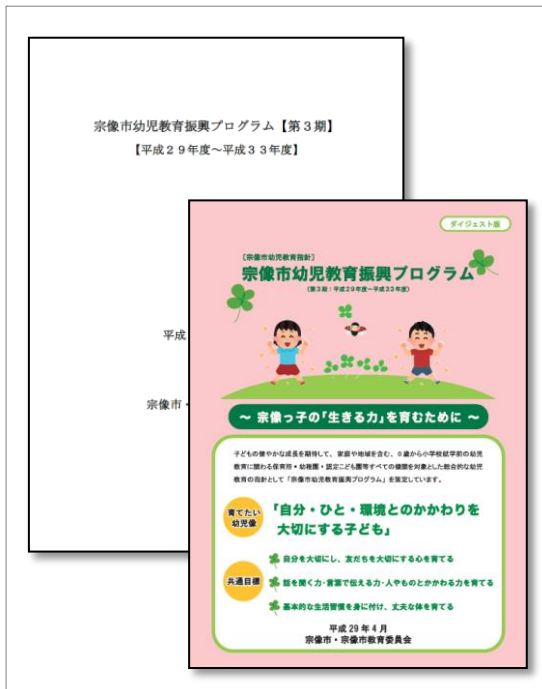 宗像市幼児教育振興プログラム【第3期】
【平成29年度~平成33年度】
平成
宗像市・
ダイジェスト版
〔宗像市幼児教育指針〕
宗像市幼児教育振興プログラム
(第3期:平成29年度~平成33年度)
~ 宗像っ子の「生きる力」を育むために ~
子どもの健やかな成長を期待して、家庭や地域を含む、0歳から小学校就学前の幼児
教育に関わる保育所・幼稚園・認定こども園等すべての機関を対象とした総合的な幼児
教育の指針として「宗像市幼児教育振興プログラム」を策定しています。
育てたい
幼児像
「自分・ひと・環境とのかかわりを
大切にする子ども」
共通目標
自分を大切にし、友だちを大切にする心を育てる
話を聞く力・言葉で伝える力・人やものとかかわる力を育てる
基本的な生活習慣を身に付け、丈夫な体を育てる
平成29年4月
宗像市・宗像市教育委員会